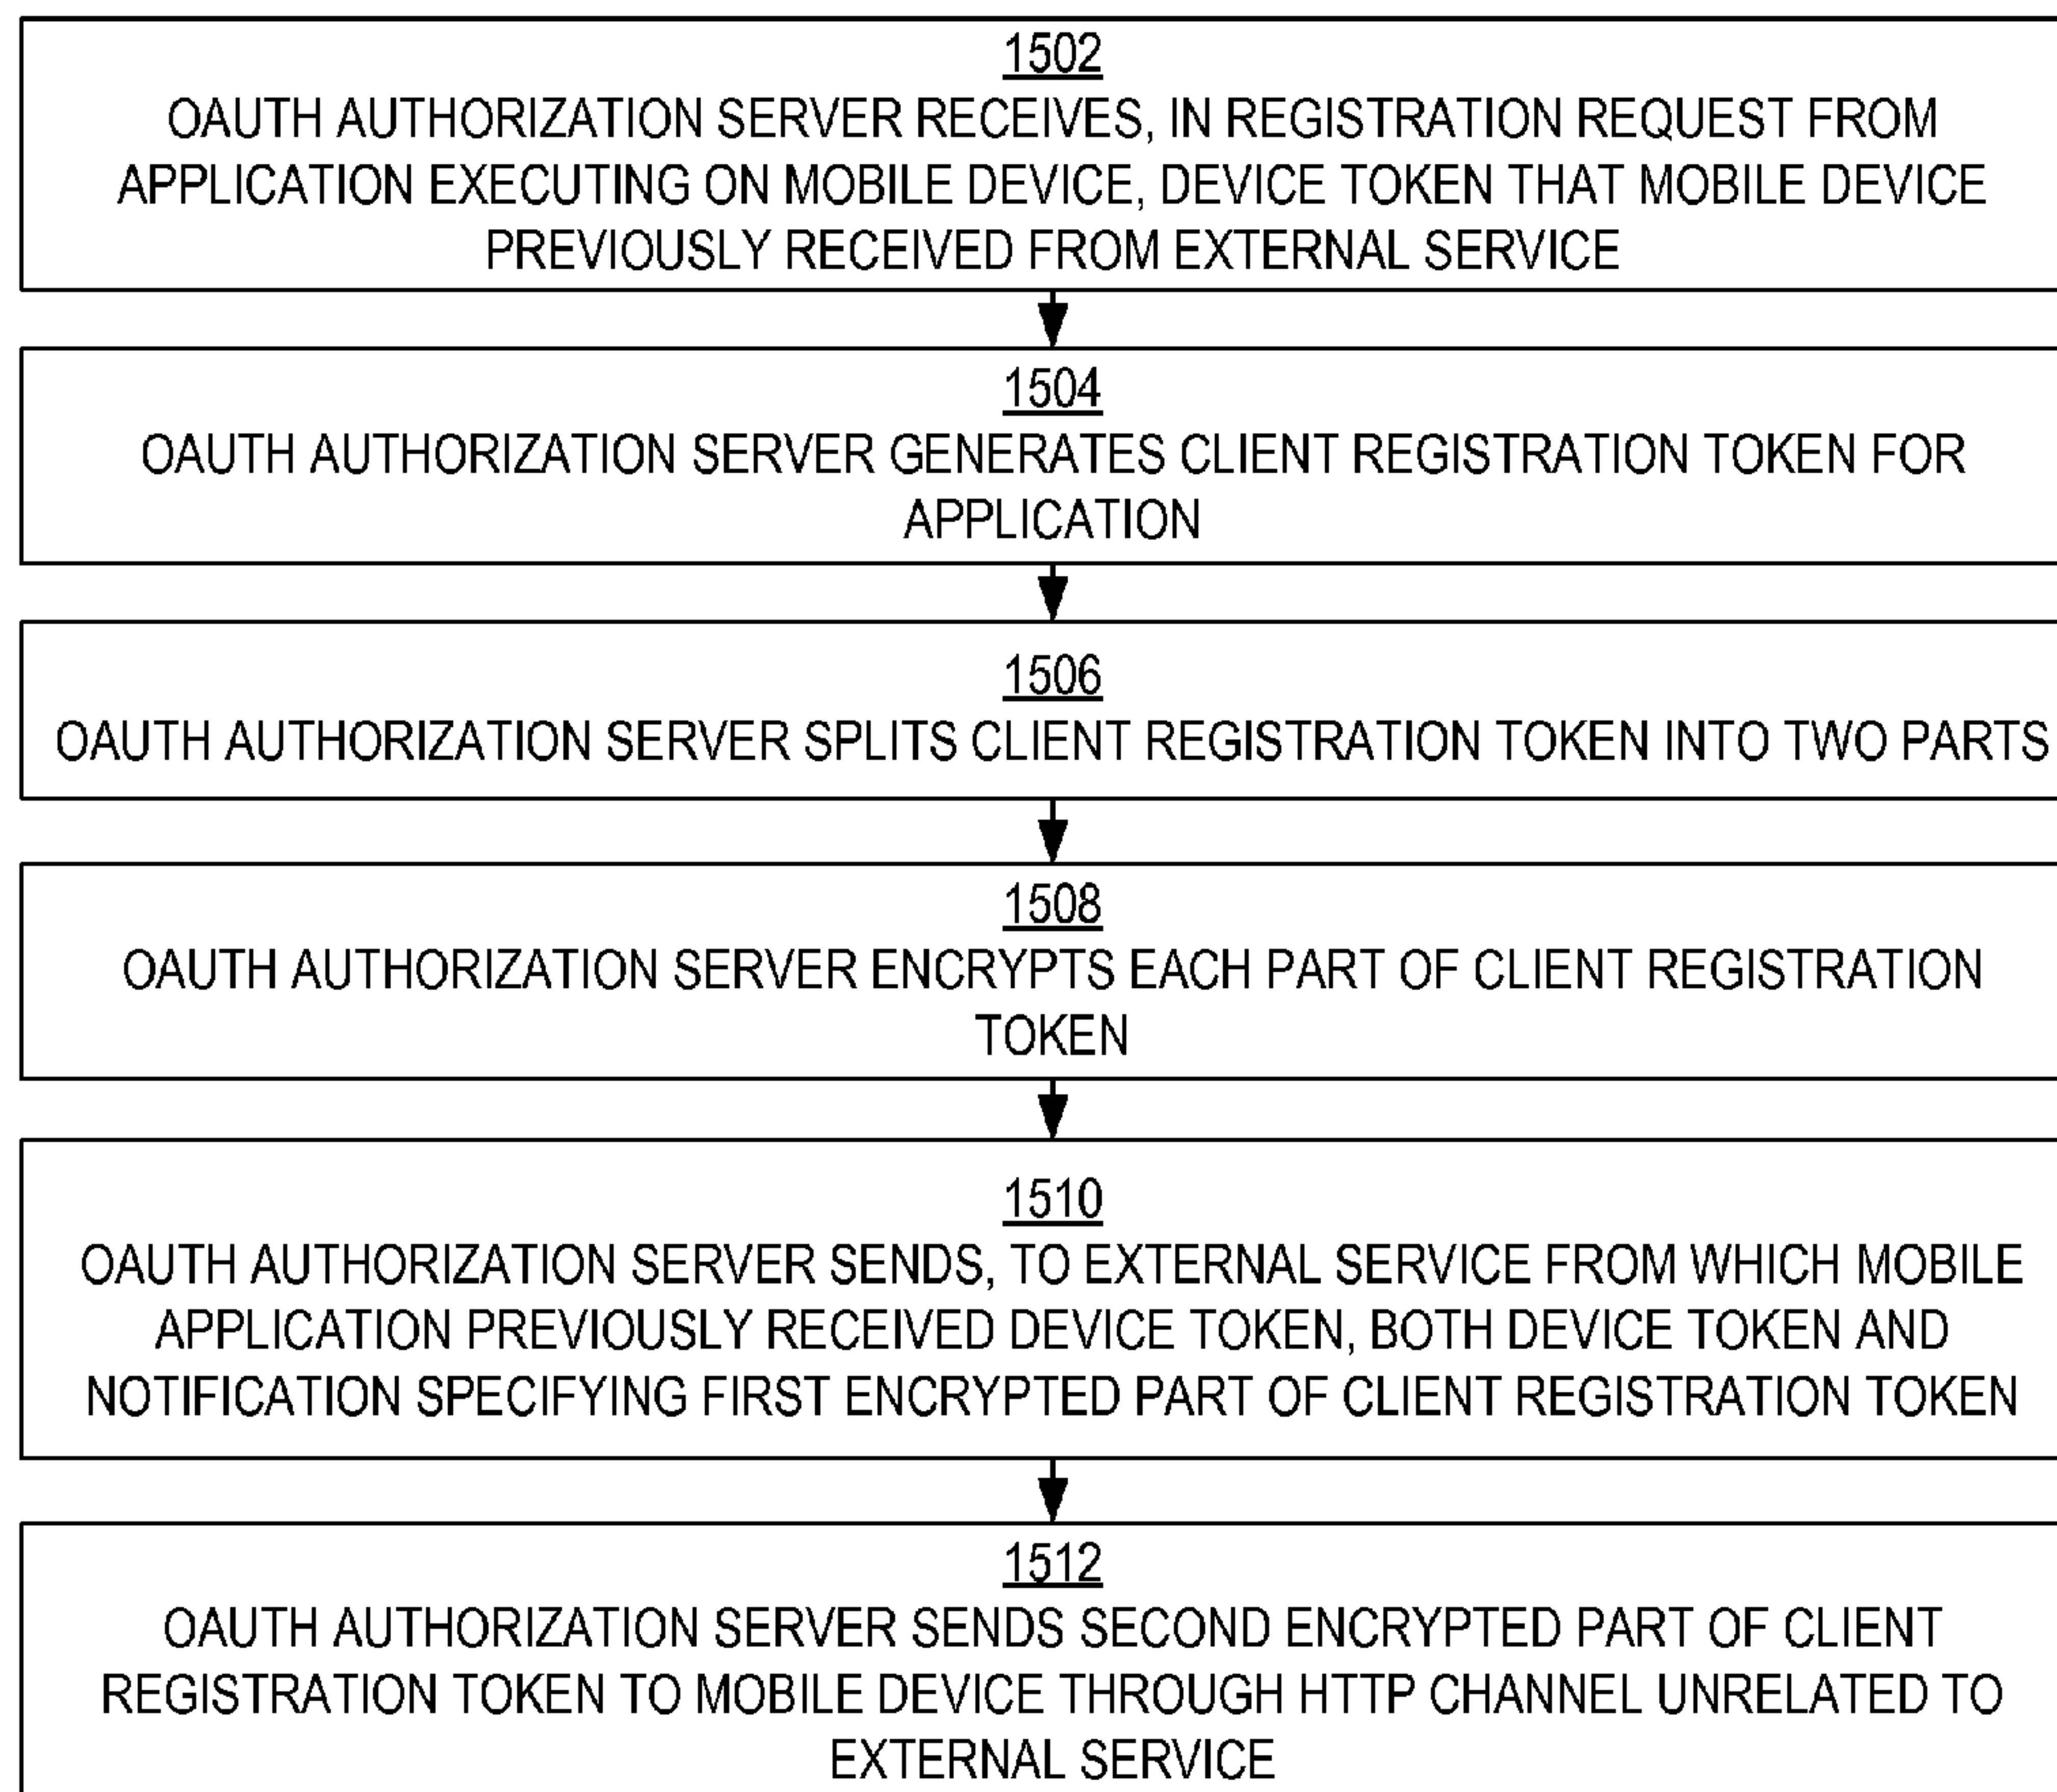 1502
OAUTH AUTHORIZATION SERVER RECEIVES, IN REGISTRATION REQUEST FROM
APPLICATION EXECUTING ON MOBILE DEVICE, DEVICE TOKEN THAT MOBILE DEVICE
PREVIOUSLY RECEIVED FROM EXTERNAL SERVICE
1504
OAUTH AUTHORIZATION SERVER GENERATES CLIENT REGISTRATION TOKEN FOR
APPLICATION
1506
OAUTH AUTHORIZATION SERVER SPLITS CLIENT REGISTRATION TOKEN INTO TWO PARTS
1508
OAUTH AUTHORIZATION SERVER ENCRYPTS EACH PART OF CLIENT REGISTRATION
TOKEN
1510
OAUTH AUTHORIZATION SERVER SENDS, TO EXTERNAL SERVICE FROM WHICH MOBILE
APPLICATION PREVIOUSLY RECEIVED DEVICE TOKEN, BOTH DEVICE TOKEN AND
NOTIFICATION SPECIFYING FIRST ENCRYPTED PART OF CLIENT REGISTRATION TOKEN
1512
OAUTH AUTHORIZATION SERVER SENDS SECOND ENCRYPTED PART OF CLIENT
REGISTRATION TOKEN TO MOBILE DEVICE THROUGH HTTP CHANNEL UNRELATED TO
EXTERNAL SERVICE